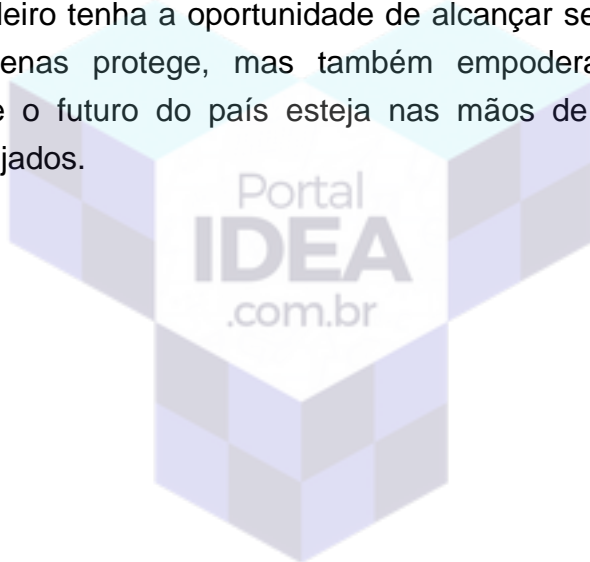 leiro tenha a oportunidade de alcançar se
enas protege, mas também empodera
e o futuro do país esteja nas mãos de
jados.
Portal
IDEA
.com.br